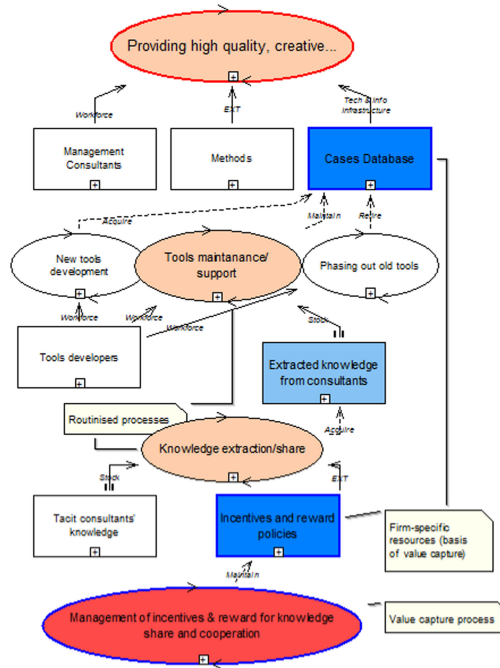 Providing high quality, creative...
Workforce
EXT
Tech & info
infrastructure
Management
Consultants
Methods
Cases Database
Acquire
Maintain
Retire
New tools
development
Tools maintanance/
support
Phasing out old tools
Workforce
Workforce
Workforce
Stock
Tools developers
Extracted knowledge
from consultants
Routinised processes
Acquire
Knowledge extraction/share
Stock
EXT
Tacit consultants'
knowledge
Incentives and reward
policies
Firm-specific
resources (basis
of value capture)
Maintain
Management of incentives & reward for knowledge
share and cooperation
Value capture process